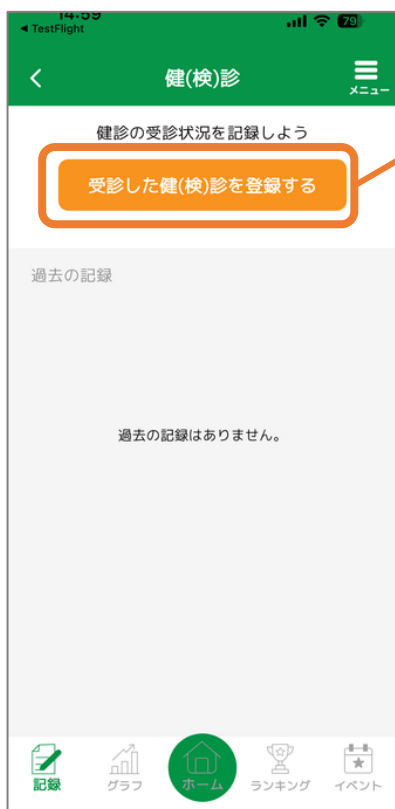 14:59
79
◀ TestFlight
健(検)診
メニュー
健診の受診状況を記録しよう
受診した健(検)診を登録する
過去の記録
過去の記録はありません。
記録
グラフ
ホーム
ランキング
イベント